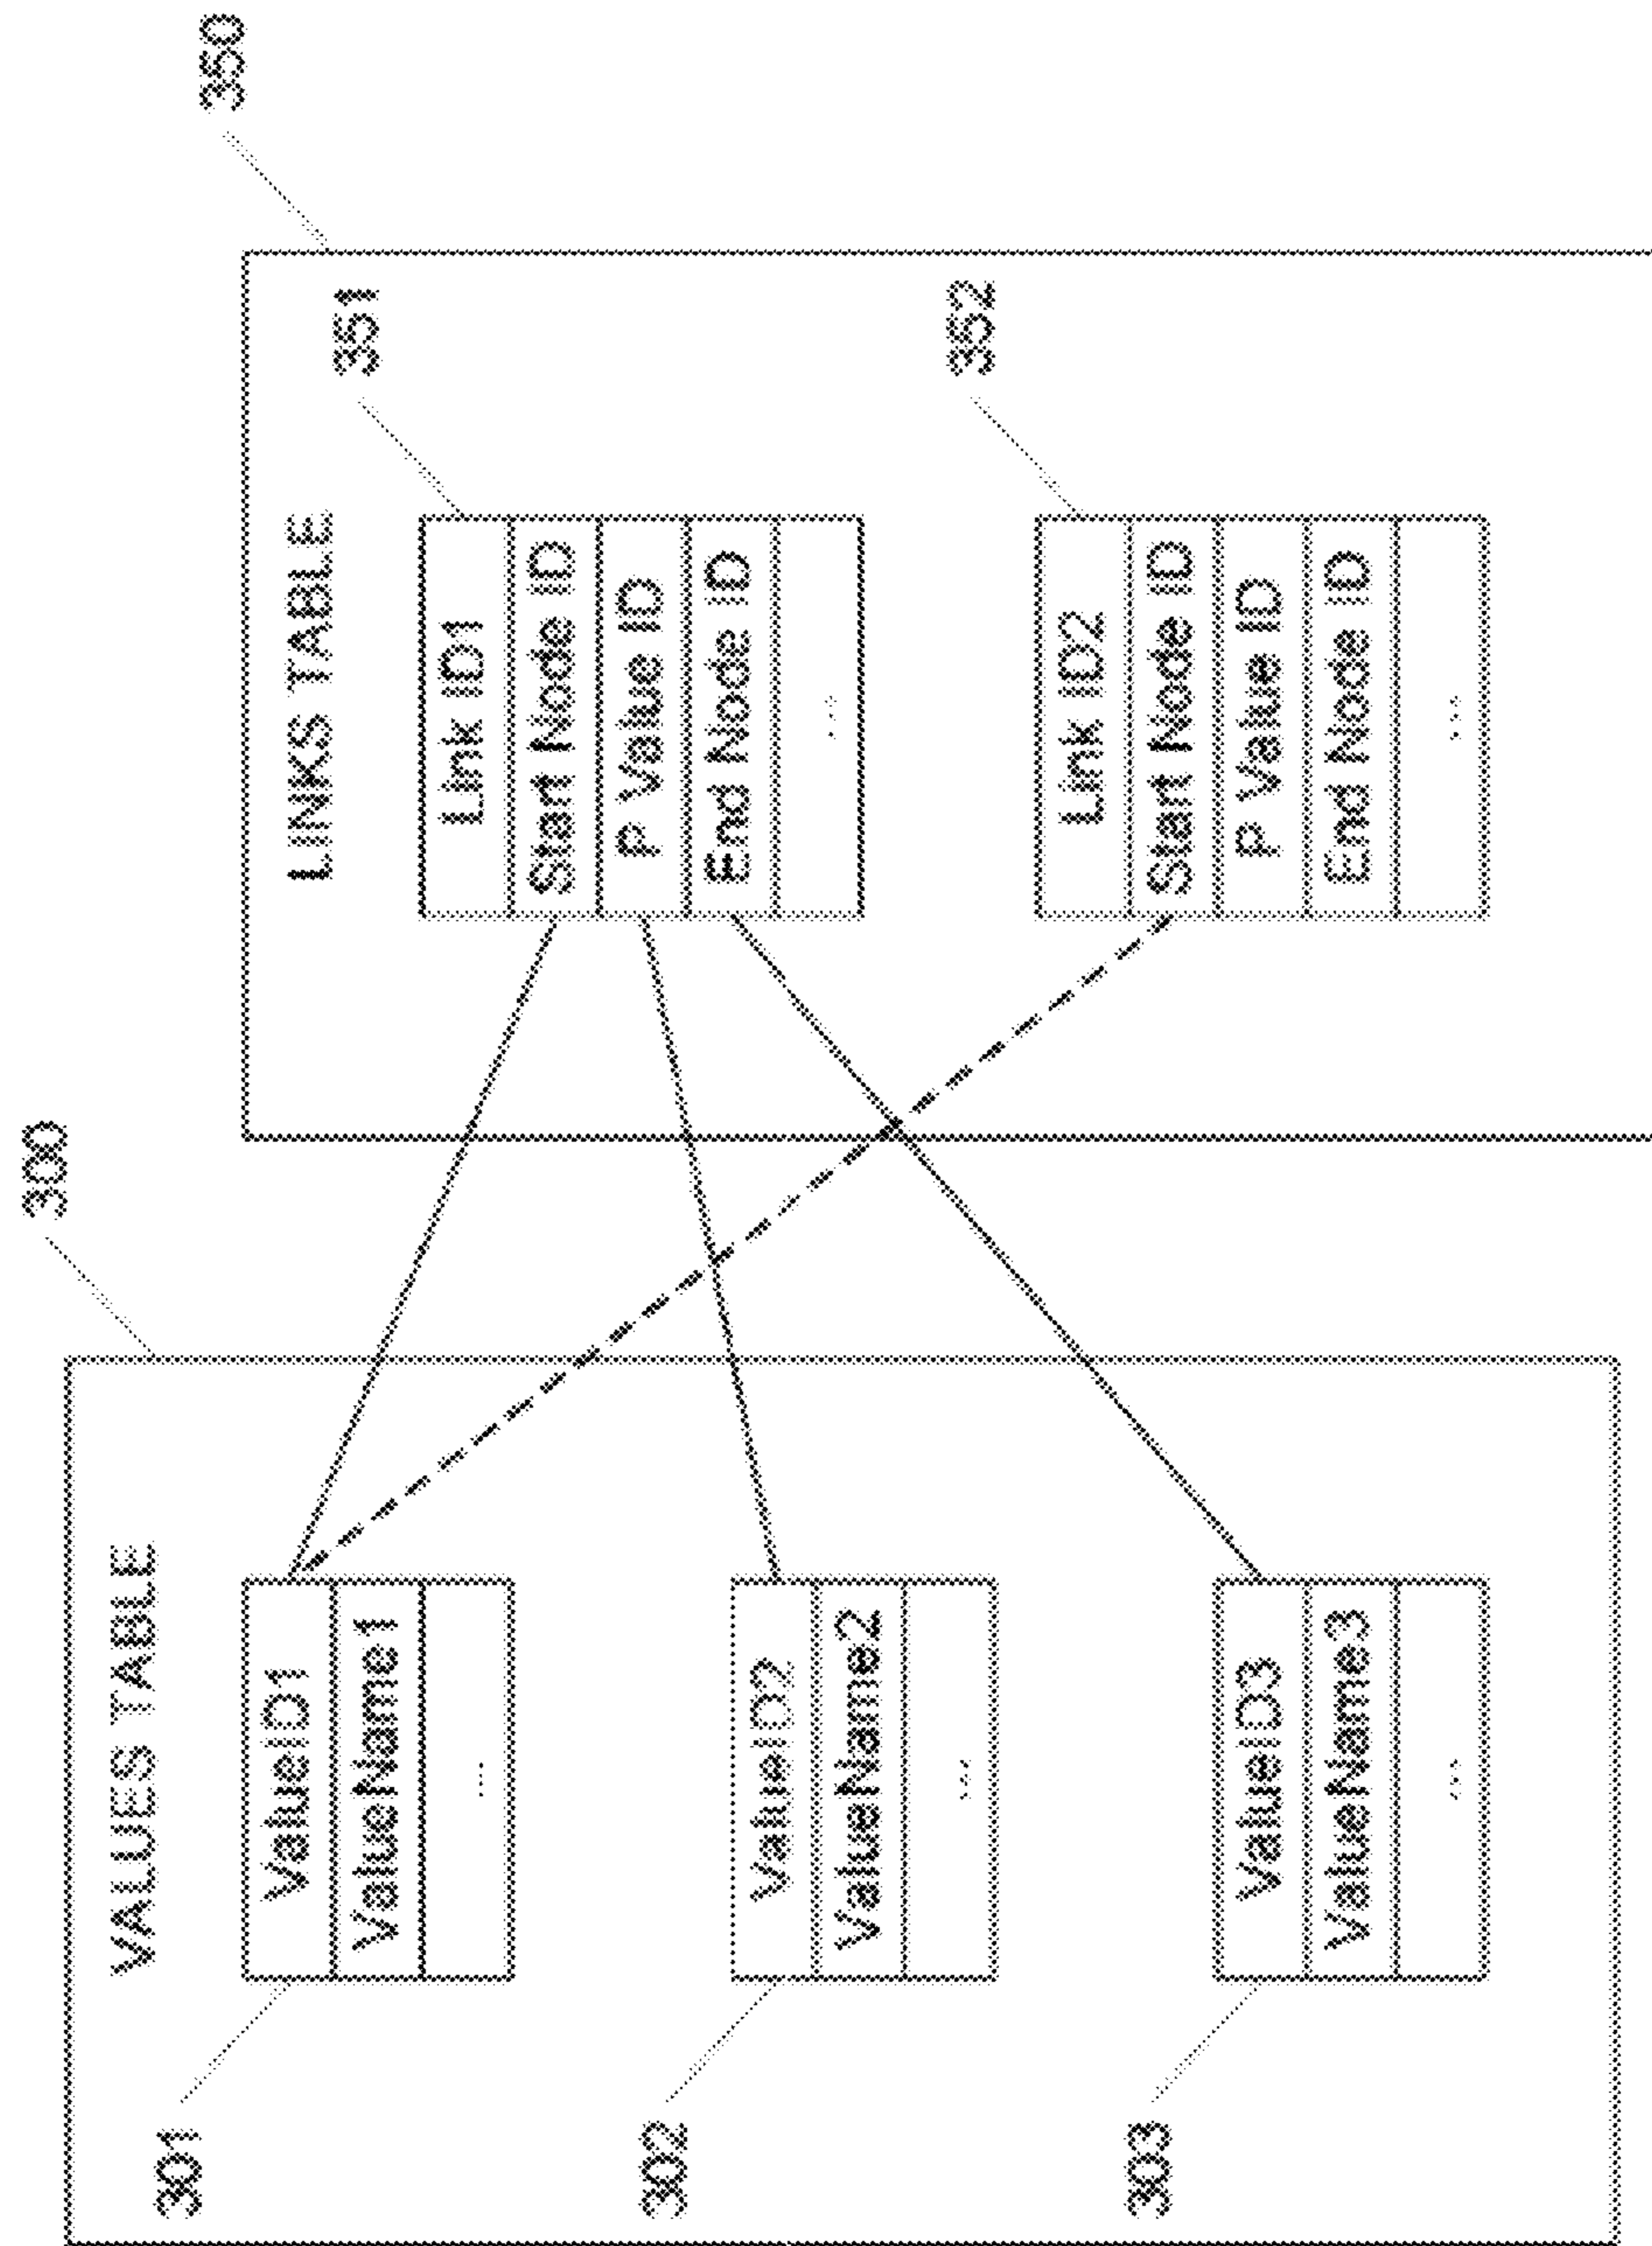 300
VALUES TABLE
301
ValueID1
ValueName1
...
302
ValueID2
ValueName2
...
303
ValueID3
ValueName3
...
350
LINKS TABLE
351
Link ID1
Start Node ID
P Value ID
End Node ID
...
352
Link ID2
Start Node ID
P Value ID
End Node ID
...